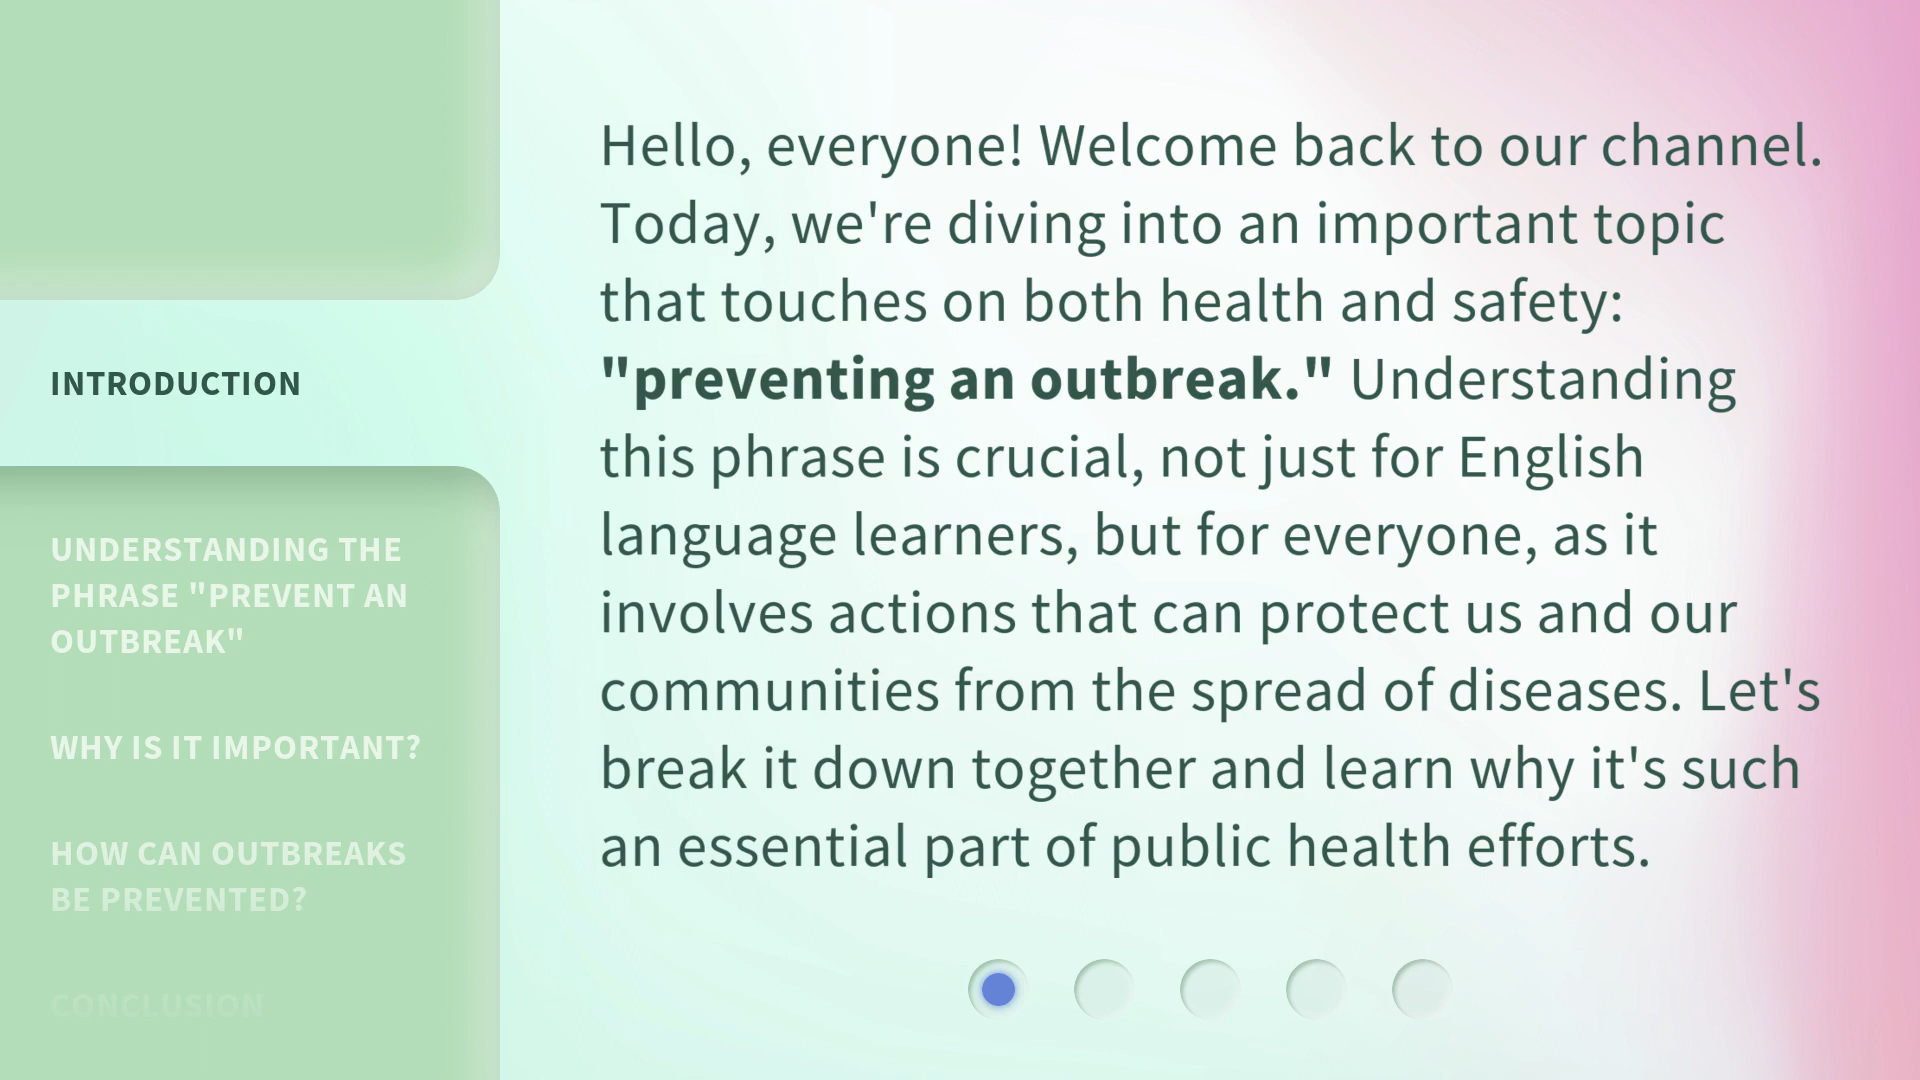 INTRODUCTION
UNDERSTANDING THE
PHRASE "PREVENT AN
OUTBREAK"
WHY IS IT IMPORTANT?
HOW CAN OUTBREAKS
BE PREVENTED?
CONCLUSION
Hello, everyone! Welcome back to our channel.
Today, we're diving into an important topic
that touches on both health and safety:
"preventing an outbreak." Understanding
this phrase is crucial, not just for English
language learners, but for everyone, as it
involves actions that can protect us and our
communities from the spread of diseases. Let's
break it down together and learn why it's such
an essential part of public health efforts.